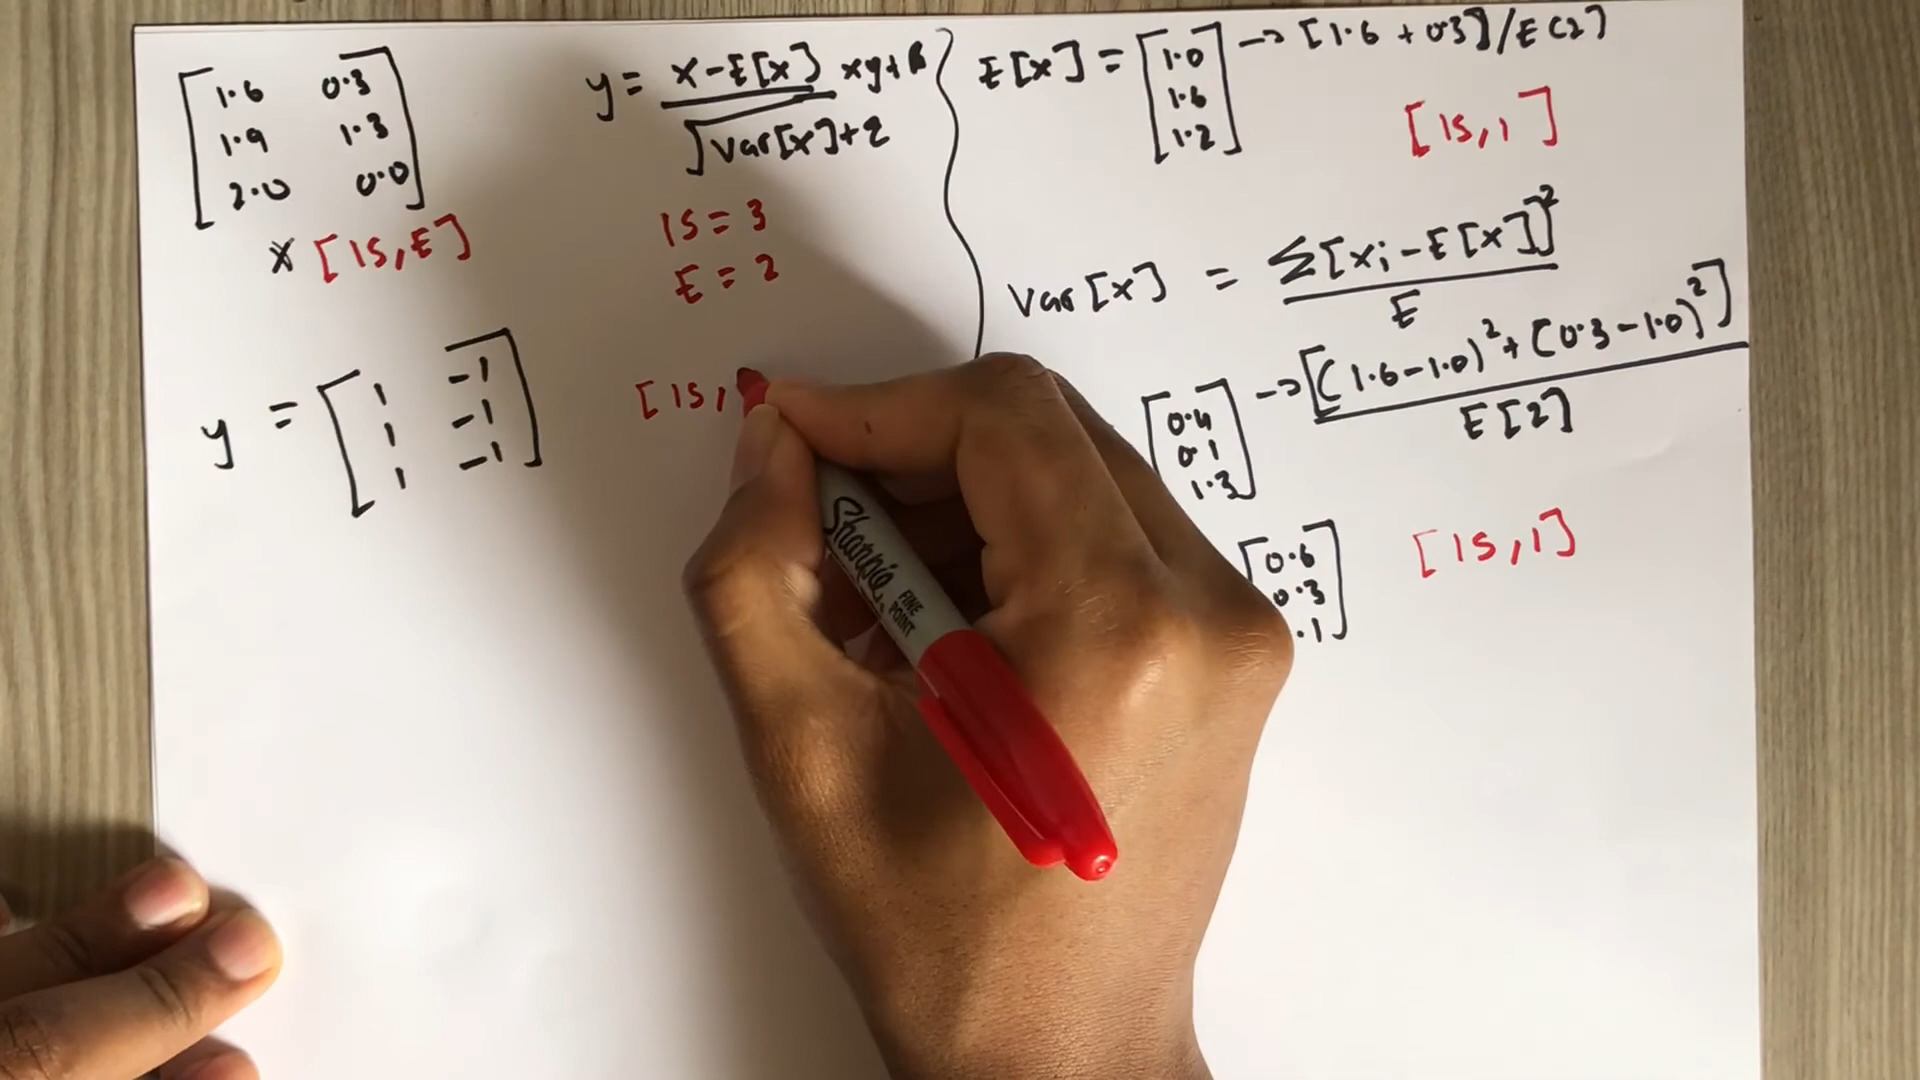 1.6 0.3
1.9 1.3
2.0 0.0
x [1S,E]
y = x-E[x] xγ+β
√var[x]+ε
1S = 3
E = 2
y = 1 -1
1 -1
1 -1
[1S,
E[x] = 1.0 → [1.6 + 0.3]/E(2)
1.6
1.2
[1S,1]
Var[x] = Σ[xi-E[x]]²
E
0.4 → [(1.6-1.0)²+(0.3-1.0)²]
0.1
1.3
E[2]
0.6
0.3
.1
[1S,1]
Sharpie.
FINE
POINT